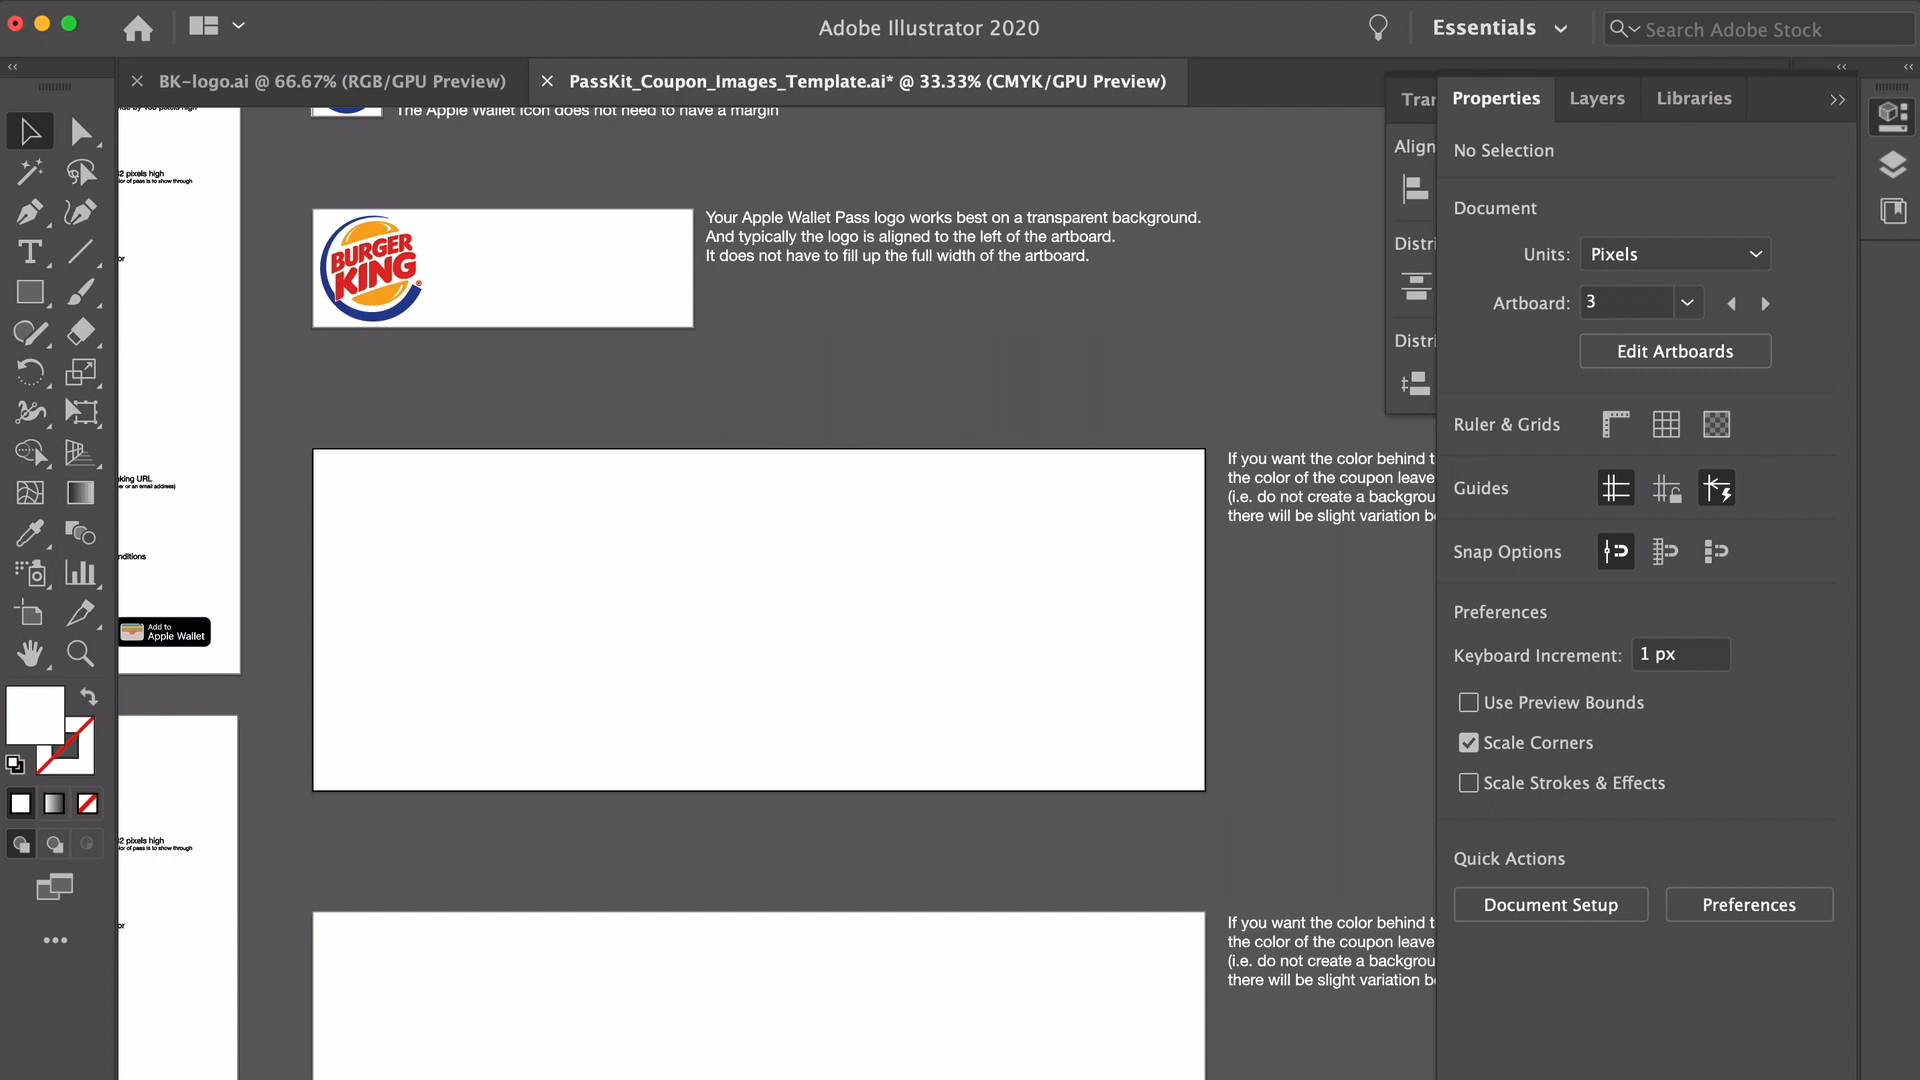 Adobe Illustrator 2020
Essentials
Search Adobe Stock
BK-logo.ai @ 66.67% (RGB/GPU Preview)
PassKit_Coupon_Images_Template.ai* @ 33.33% (CMYK/GPU Preview)
The Apple Wallet Icon does not need to have a margin
2 pixels high
or of pass is to show through
or
nking URL
er or an email address)
nditions
Add to
Apple Wallet
2 pixels high
or of pass is to show through
or
BURGER
KING
®
Your Apple Wallet Pass logo works best on a transparent background.
And typically the logo is aligned to the left of the artboard.
It does not have to fill up the full width of the artboard.
If you want the color behind t
the color of the coupon leave
(i.e. do not create a backgrou
there will be slight variation b
If you want the color behind t
the color of the coupon leave
(i.e. do not create a backgrou
there will be slight variation b
Tran
Align
Distri
Distri
Properties
Layers
Libraries
No Selection
Document
Units: Pixels
Artboard: 3
Edit Artboards
Ruler & Grids
Guides
Snap Options
Preferences
Keyboard Increment: 1 px
Use Preview Bounds
Scale Corners
Scale Strokes & Effects
Quick Actions
Document Setup
Preferences